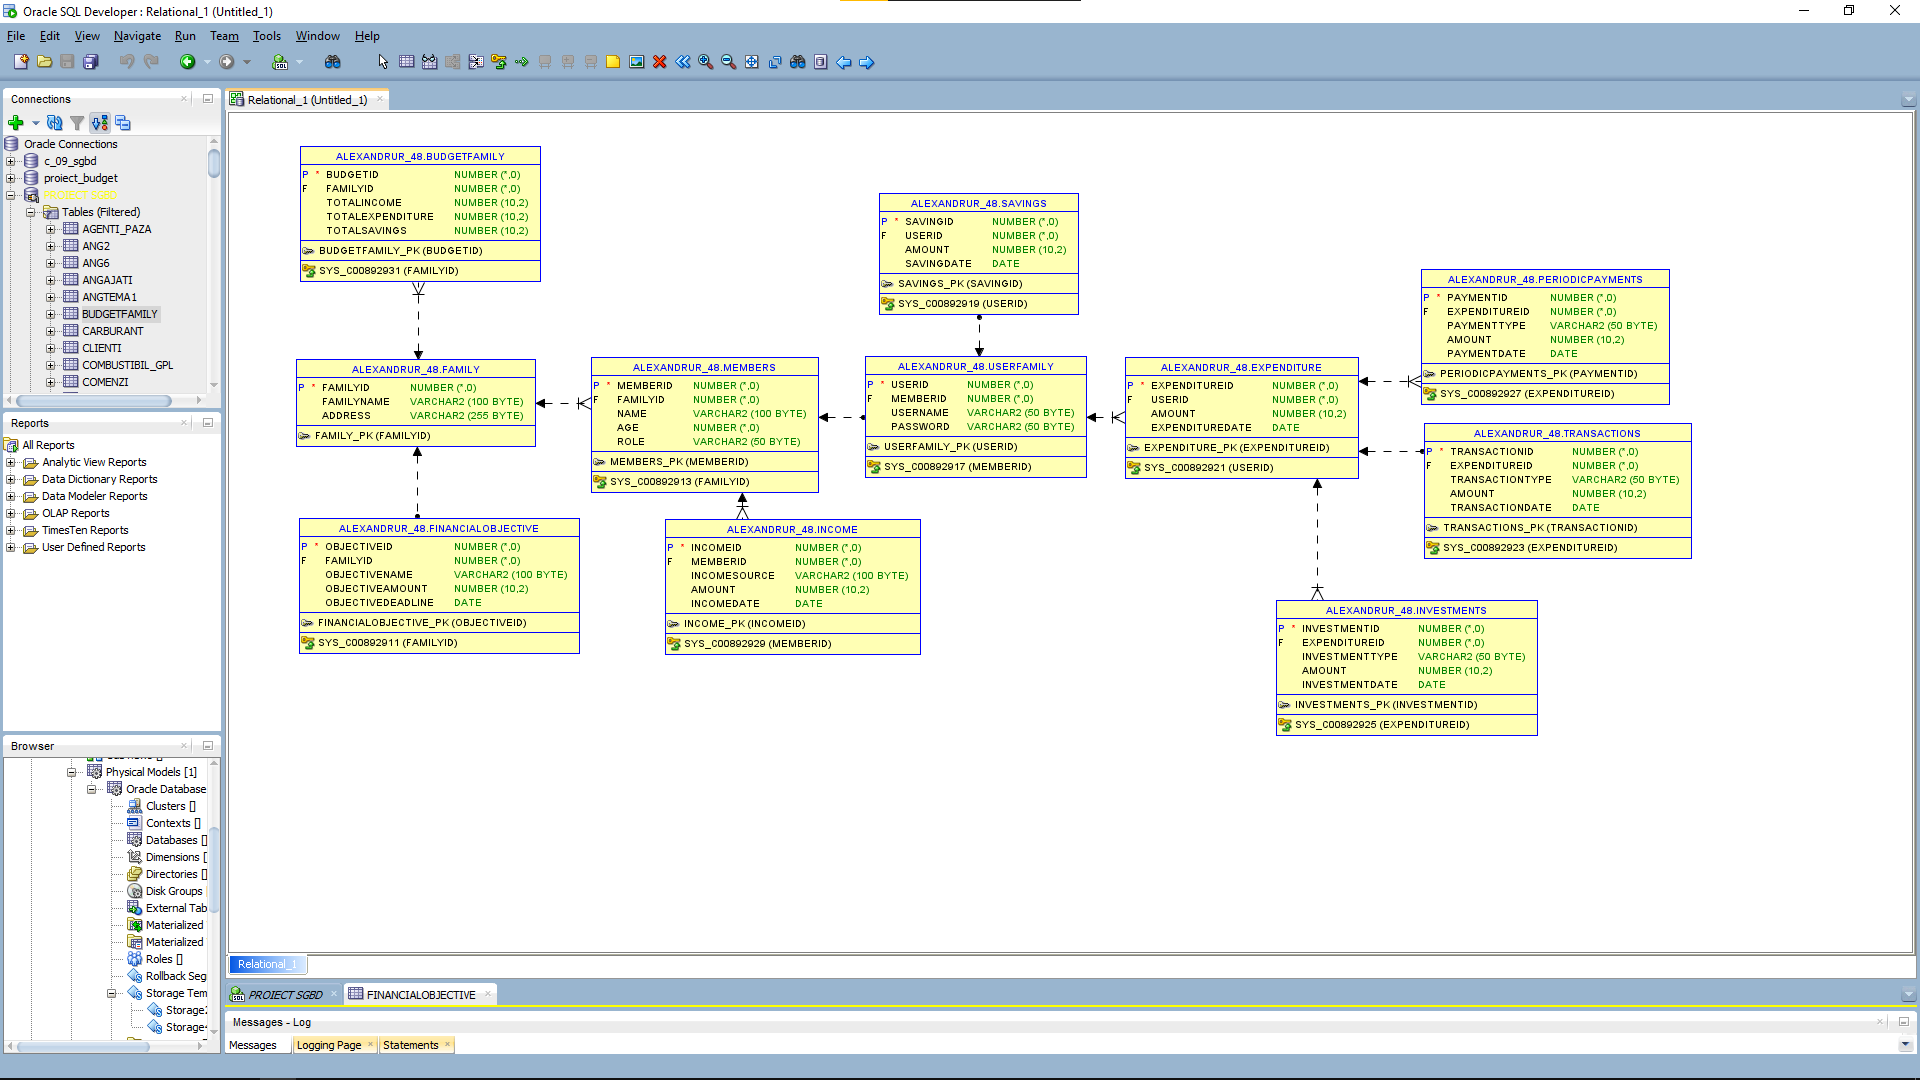 Oracle SQL Developer : Relational_1 (Untitled_1)
File Edit View Navigate Run Team Tools Window Help
Connections
Oracle Connections
c_09_sgbd
proiect_budget
PROIECT SGBD
Tables (Filtered)
AGENTI_PAZA
ANG2
ANG6
ANGAJATI
ANGTEMA1
BUDGETFAMILY
CARBURANT
CLIENTI
COMBUSTIBIL_GPL
COMENZI
Reports
All Reports
Analytic View Reports
Data Dictionary Reports
Data Modeler Reports
OLAP Reports
TimesTen Reports
User Defined Reports
Browser
Physical Models [1]
Oracle Database
Clusters []
Contexts []
Databases []
Dimensions [
Directories []
Disk Groups
External Tab
Materialized
Materialized
Roles []
Rollback Seg
Storage Tem
Storage
Storage
Relational_1 (Untitled_1)
ALEXANDRUR_48.BUDGETFAMILY
P * BUDGETID NUMBER (*,0)
F FAMILYID NUMBER (*,0)
TOTALINCOME NUMBER (10,2)
TOTALEXPENDITURE NUMBER (10,2)
TOTALSAVINGS NUMBER (10,2)
BUDGETFAMILY_PK (BUDGETID)
SYS_C00892931 (FAMILYID)
ALEXANDRUR_48.FAMILY
P * FAMILYID NUMBER (*,0)
FAMILYNAME VARCHAR2 (100 BYTE)
ADDRESS VARCHAR2 (255 BYTE)
FAMILY_PK (FAMILYID)
ALEXANDRUR_48.FINANCIALOBJECTIVE
P * OBJECTIVEID NUMBER (*,0)
F FAMILYID NUMBER (*,0)
OBJECTIVENAME VARCHAR2 (100 BYTE)
OBJECTIVEAMOUNT NUMBER (10,2)
OBJECTIVEDEADLINE DATE
FINANCIALOBJECTIVE_PK (OBJECTIVEID)
SYS_C00892911 (FAMILYID)
ALEXANDRUR_48.MEMBERS
P * MEMBERID NUMBER (*,0)
F FAMILYID NUMBER (*,0)
NAME VARCHAR2 (100 BYTE)
AGE NUMBER (*,0)
ROLE VARCHAR2 (50 BYTE)
MEMBERS_PK (MEMBERID)
SYS_C00892913 (FAMILYID)
ALEXANDRUR_48.INCOME
P * INCOMEID NUMBER (*,0)
F MEMBERID NUMBER (*,0)
INCOMESOURCE VARCHAR2 (100 BYTE)
AMOUNT NUMBER (10,2)
INCOMEDATE DATE
INCOME_PK (INCOMEID)
SYS_C00892929 (MEMBERID)
ALEXANDRUR_48.SAVINGS
P * SAVINGID NUMBER (*,0)
F USERID NUMBER (*,0)
AMOUNT NUMBER (10,2)
SAVINGDATE DATE
SAVINGS_PK (SAVINGID)
SYS_C00892919 (USERID)
ALEXANDRUR_48.USERFAMILY
P * USERID NUMBER (*,0)
F MEMBERID NUMBER (*,0)
USERNAME VARCHAR2 (50 BYTE)
PASSWORD VARCHAR2 (50 BYTE)
USERFAMILY_PK (USERID)
SYS_C00892917 (MEMBERID)
ALEXANDRUR_48.EXPENDITURE
P * EXPENDITUREID NUMBER (*,0)
F USERID NUMBER (*,0)
AMOUNT NUMBER (10,2)
EXPENDITUREDATE DATE
EXPENDITURE_PK (EXPENDITUREID)
SYS_C00892921 (USERID)
ALEXANDRUR_48.PERIODICPAYMENTS
P * PAYMENTID NUMBER (*,0)
F EXPENDITUREID NUMBER (*,0)
PAYMENTTYPE VARCHAR2 (50 BYTE)
AMOUNT NUMBER (10,2)
PAYMENTDATE DATE
PERIODICPAYMENTS_PK (PAYMENTID)
SYS_C00892927 (EXPENDITUREID)
ALEXANDRUR_48.TRANSACTIONS
P * TRANSACTIONID NUMBER (*,0)
F EXPENDITUREID NUMBER (*,0)
TRANSACTIONTYPE VARCHAR2 (50 BYTE)
AMOUNT NUMBER (10,2)
TRANSACTIONDATE DATE
TRANSACTIONS_PK (TRANSACTIONID)
SYS_C00892923 (EXPENDITUREID)
ALEXANDRUR_48.INVESTMENTS
P * INVESTMENTID NUMBER (*,0)
F EXPENDITUREID NUMBER (*,0)
INVESTMENTTYPE VARCHAR2 (50 BYTE)
AMOUNT NUMBER (10,2)
INVESTMENTDATE DATE
INVESTMENTS_PK (INVESTMENTID)
SYS_C00892925 (EXPENDITUREID)
Relational_1
PROIECT SGBD FINANCIALOBJECTIVE
Messages - Log
Messages Logging Page Statements